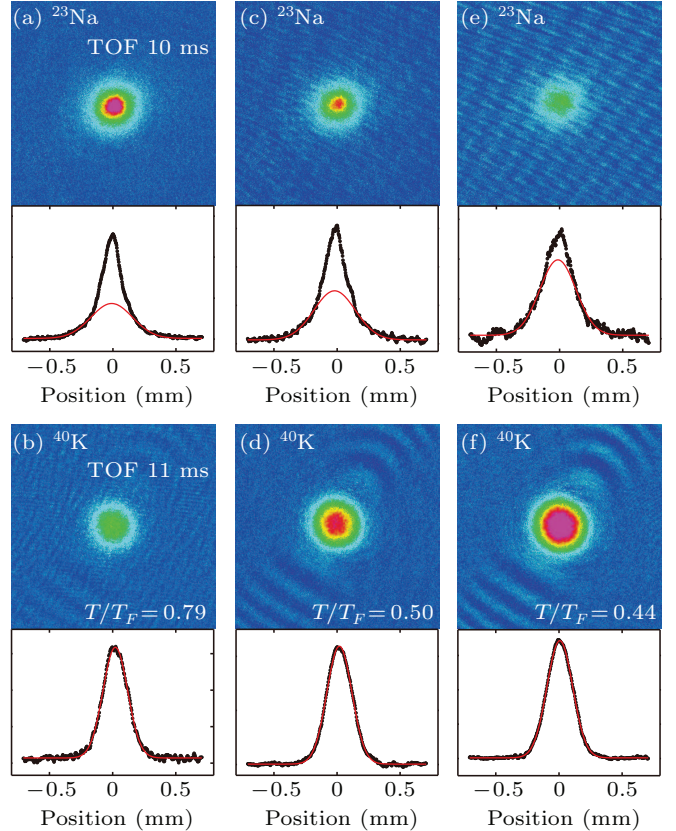 (a) ²³Na
TOF 10 ms
(c) ²³Na
(e) ²³Na
−0.5 0 0.5
Position (mm)
−0.5 0 0.5
Position (mm)
−0.5 0 0.5
Position (mm)
(b) ⁴⁰K
TOF 11 ms
T/T_F = 0.79
(d) ⁴⁰K
T/T_F = 0.50
(f) ⁴⁰K
T/T_F = 0.44
−0.5 0 0.5
Position (mm)
−0.5 0 0.5
Position (mm)
−0.5 0 0.5
Position (mm)